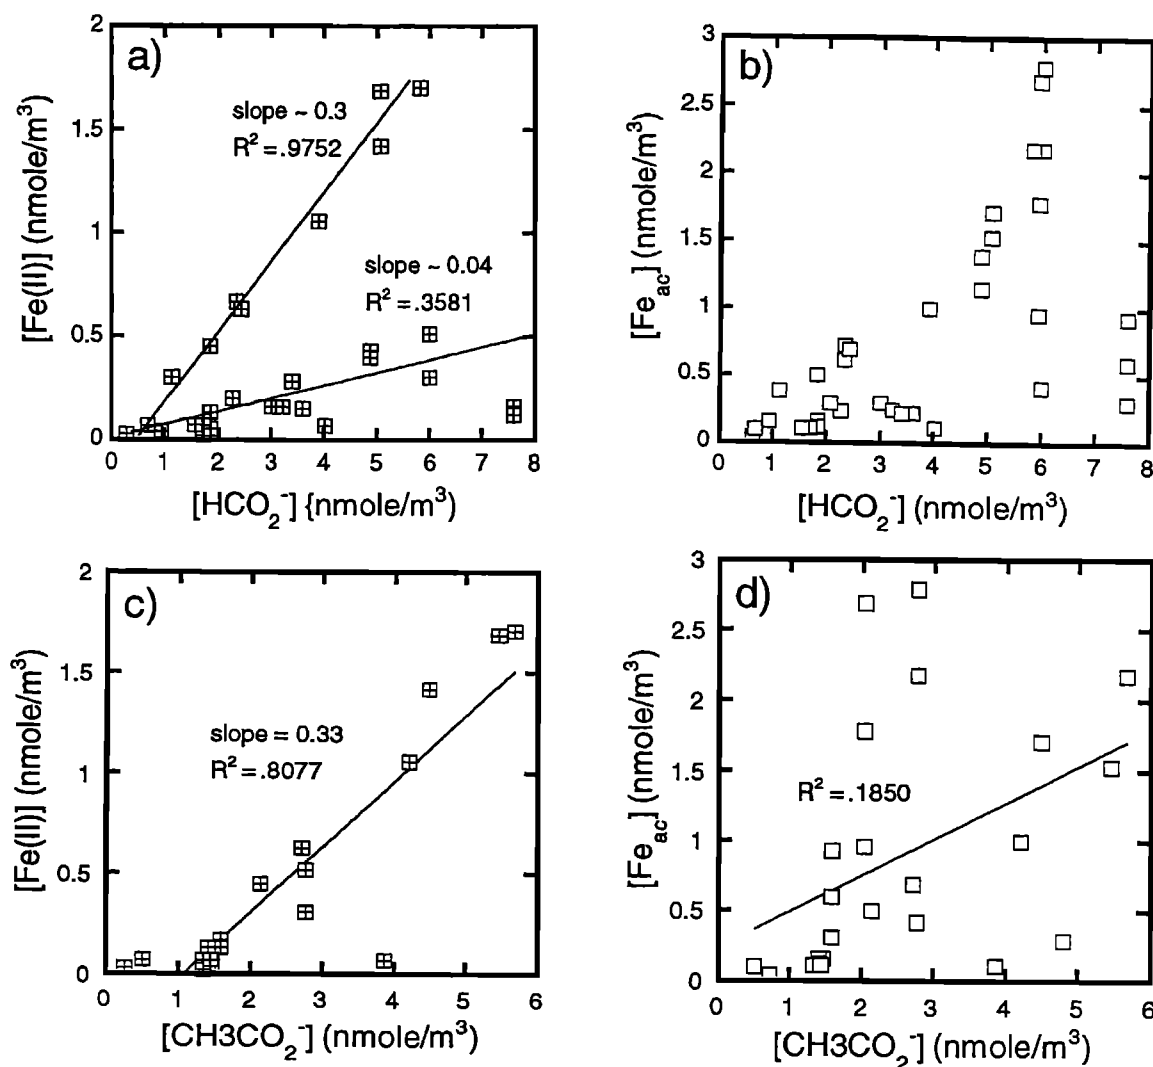 a)
slope ~ 0.3
R² = .9752
slope ~ 0.04
R² = .3581
[Fe(II)] (nmole/m³)
2
1.5
1
0.5
0
0 1 2 3 4 5 6 7 8
[HCO₂⁻] {nmole/m³)
b)
[Fe_ac] (nmole/m³)
3
2.5
2
1.5
1
0.5
0
0 1 2 3 4 5 6 7 8
[HCO₂⁻] (nmole/m³)
c)
slope = 0.33
R² = .8077
[Fe(II)] (nmole/m³)
2
1.5
1
0.5
0
0 1 2 3 4 5 6
[CH3CO₂⁻] (nmole/m³)
d)
R² = .1850
[Fe_ac] (nmole/m³)
3
2.5
2
1.5
1
0.5
0
0 1 2 3 4 5 6
[CH3CO₂⁻] (nmole/m³)